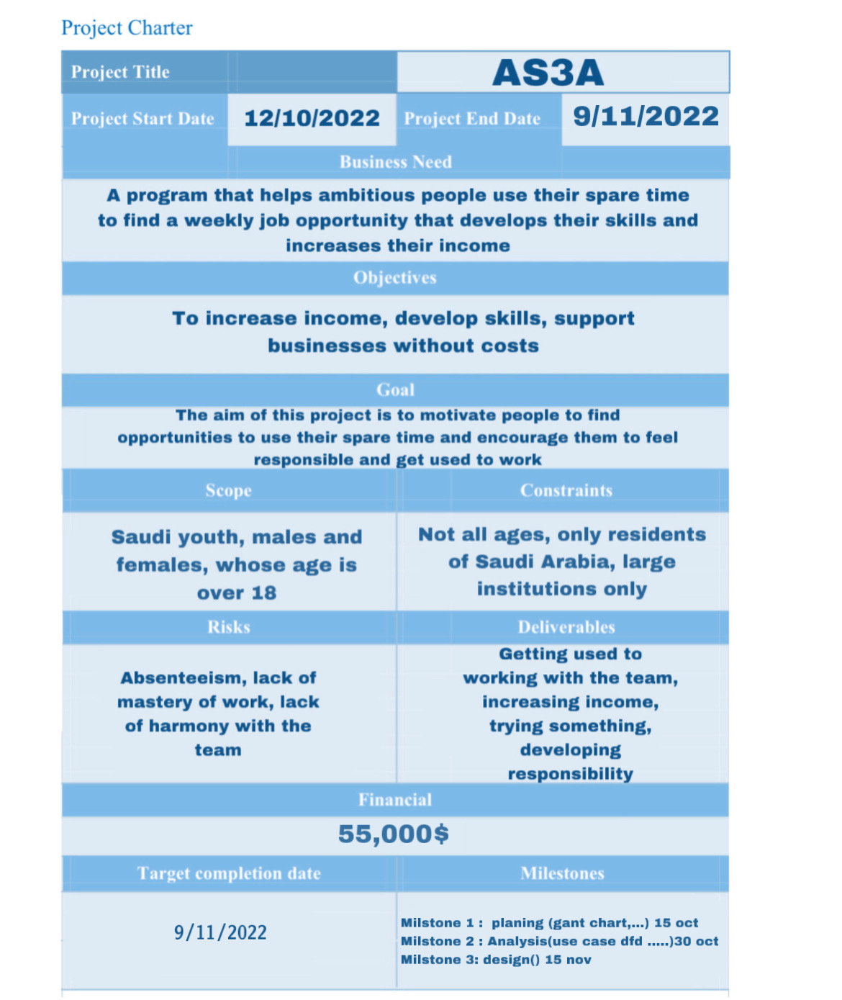 Project Charter
Project Title
AS3A
Project Start Date
12/10/2022
Project End Date
9/11/2022
Business Need
A program that helps ambitious people use their spare time
to find a weekly job opportunity that develops their skills and
increases their income
Objectives
To increase income, develop skills, support
businesses without costs
Goal
The aim of this project is to motivate people to find
opportunities to use their spare time and encourage them to feel
responsible and get used to work
Scope
Constraints
Saudi youth, males and
females, whose age is
over 18
Not all ages, only residents
of Saudi Arabia, large
institutions only
Risks
Deliverables
Absenteeism, lack of
mastery of work, lack
of harmony with the
team
Getting used to
working with the team,
increasing income,
trying something,
developing
responsibility
Financial
55,000$
Target completion date
Milestones
9/11/2022
Milstone 1 :  planing (gant chart,...) 15 oct
Milstone 2 : Analysis(use case dfd .....)30 oct
Milstone 3: design() 15 nov